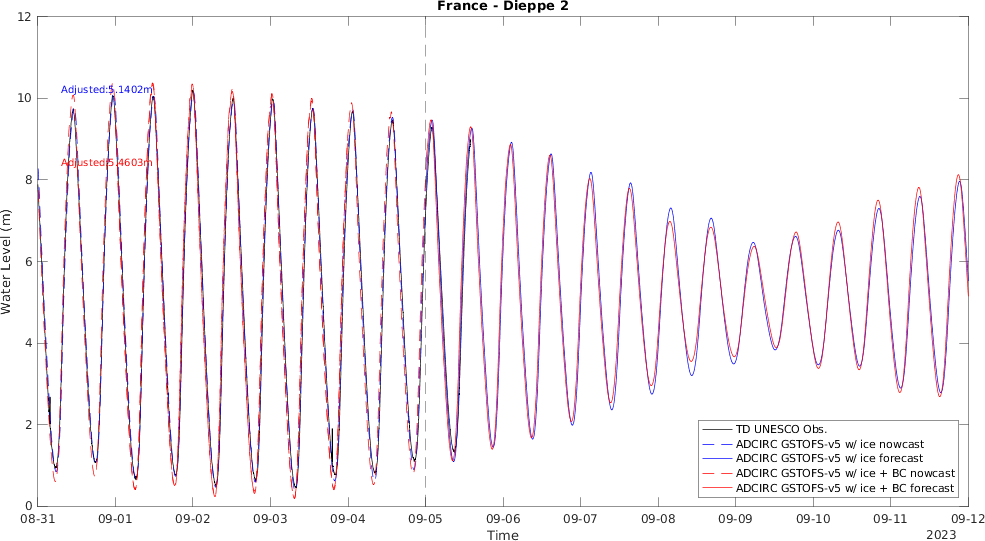 France - Dieppe 2
12
10
8
6
4
2
0
Water Level (m)
Adjusted:5.1402m
Adjusted:5.4603m
TD UNESCO Obs.
ADCIRC GSTOFS-v5 w/ ice nowcast
ADCIRC GSTOFS-v5 w/ ice forecast
ADCIRC GSTOFS-v5 w/ ice + BC nowcast
ADCIRC GSTOFS-v5 w/ ice + BC forecast
08-31 09-01 09-02 09-03 09-04 09-05 09-06 09-07 09-08 09-09 09-10 09-11 09-12
Time
2023